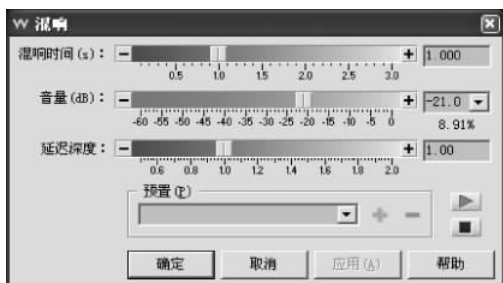 混响
混响时间(s)： 1.000
0.5 1.0 1.5 2.0 2.5 3.0
音量(dB)： -21.0
-60 -55 -50 -45 -40 -35 -30 -25 -20 -15 -10 -5 0 8.91%
延迟深度： 1.00
0.6 0.8 1.0 1.2 1.4 1.6 1.8 2.0
预置(P)
确定 取消 应用(A) 帮助